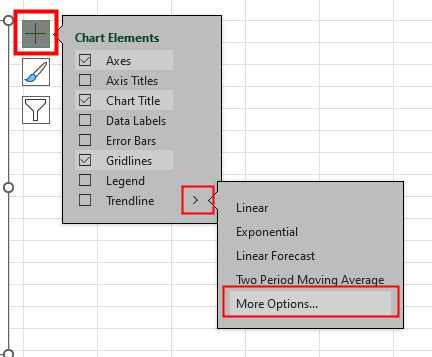 Chart Elements
Axes
Axis Titles
Chart Title
Data Labels
Error Bars
Gridlines
Legend
Trendline
Linear
Exponential
Linear Forecast
Two Period Moving Average
More Options...